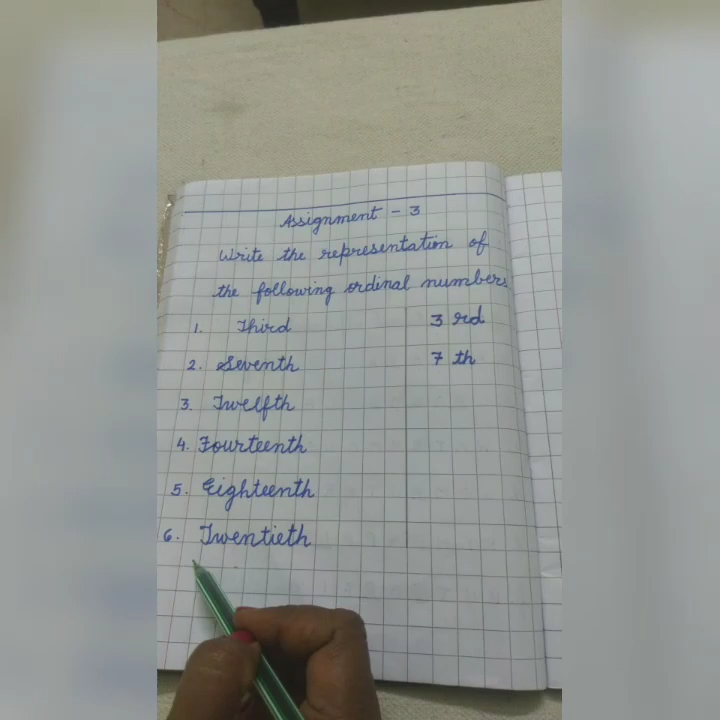 Assignment - 3
Write the representation of
the following ordinal numbers
1. Third 3 rd
2. Seventh 7 th
3. Twelfth
4. Fourteenth
5. Eighteenth
6. Twentieth